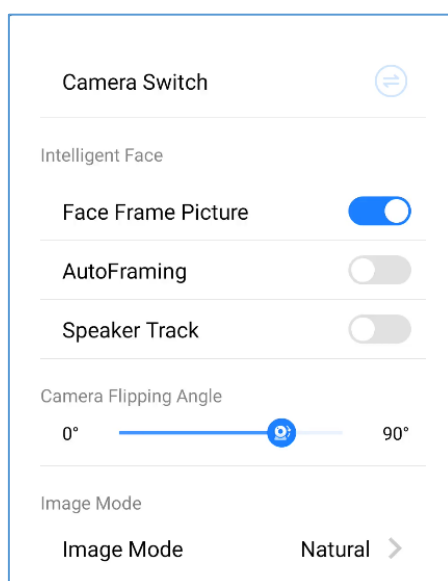 Camera Switch
Intelligent Face
Face Frame Picture
AutoFraming
Speaker Track
Camera Flipping Angle
0° 90°
Image Mode
Image Mode Natural